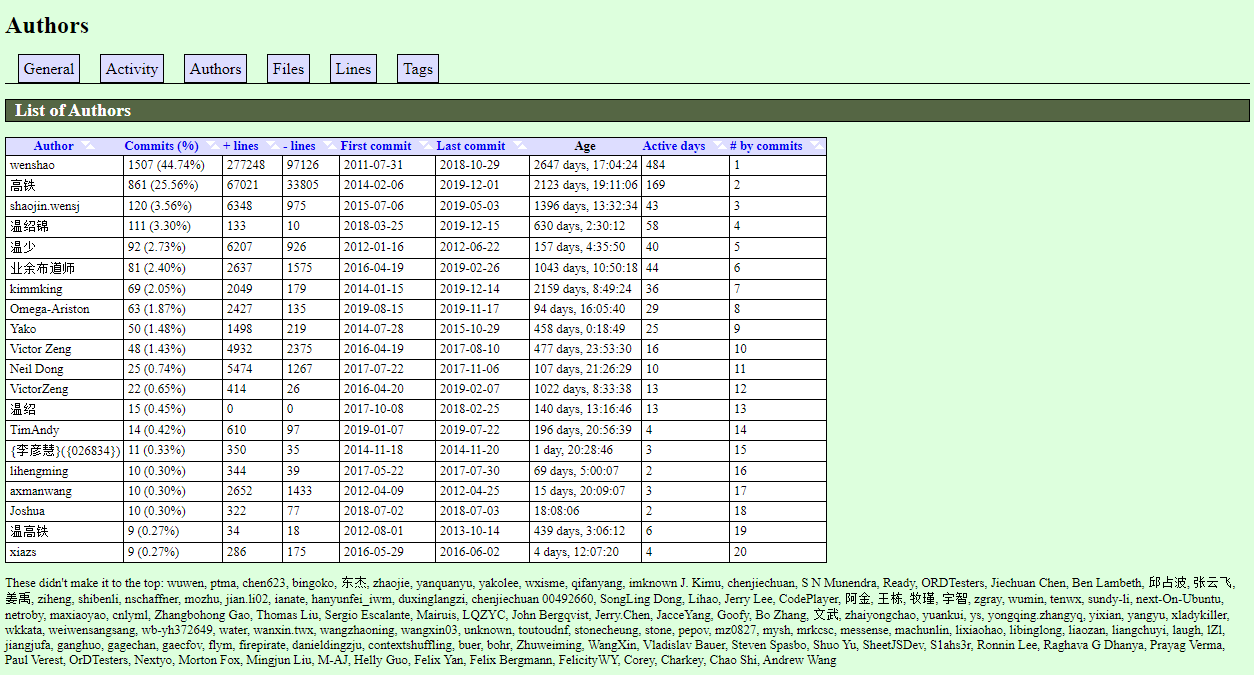 Authors
General Activity Authors Files Lines Tags
List of Authors
Author Commits (%) + lines - lines First commit Last commit Age Active days # by commits
wenshao 1507 (44.74%) 277248 97126 2011-07-31 2018-10-29 2647 days, 17:04:24 484 1
高铁 861 (25.56%) 67021 33805 2014-02-06 2019-12-01 2123 days, 19:11:06 169 2
shaojin.wensj 120 (3.56%) 6348 975 2015-07-06 2019-05-03 1396 days, 13:32:34 43 3
温绍锦 111 (3.30%) 133 10 2018-03-25 2019-12-15 630 days, 2:30:12 58 4
温少 92 (2.73%) 6207 926 2012-01-16 2012-06-22 157 days, 4:35:50 40 5
业余布道师 81 (2.40%) 2637 1575 2016-04-19 2019-02-26 1043 days, 10:50:18 44 6
kimmking 69 (2.05%) 2049 179 2014-01-15 2019-12-14 2159 days, 8:49:24 36 7
Omega-Ariston 63 (1.87%) 2427 135 2019-08-15 2019-11-17 94 days, 16:05:40 29 8
Yako 50 (1.48%) 1498 219 2014-07-28 2015-10-29 458 days, 0:18:49 25 9
Victor Zeng 48 (1.43%) 4932 2375 2016-04-19 2017-08-10 477 days, 23:53:30 16 10
Neil Dong 25 (0.74%) 5474 1267 2017-07-22 2017-11-06 107 days, 21:26:29 10 11
VictorZeng 22 (0.65%) 414 26 2016-04-20 2019-02-07 1022 days, 8:33:38 13 12
温绍 15 (0.45%) 0 0 2017-10-08 2018-02-25 140 days, 13:16:46 13 13
TimAndy 14 (0.42%) 610 97 2019-01-07 2019-07-22 196 days, 20:56:39 4 14
{李彦慧}({026834}) 11 (0.33%) 350 35 2014-11-18 2014-11-20 1 day, 20:28:46 3 15
lihengming 10 (0.30%) 344 39 2017-05-22 2017-07-30 69 days, 5:00:07 2 16
axmanwang 10 (0.30%) 2652 1433 2012-04-09 2012-04-25 15 days, 20:09:07 3 17
Joshua 10 (0.30%) 322 77 2018-07-02 2018-07-03 18:08:06 2 18
温高铁 9 (0.27%) 34 18 2012-08-01 2013-10-14 439 days, 3:06:12 6 19
xiazs 9 (0.27%) 286 175 2016-05-29 2016-06-02 4 days, 12:07:20 4 20
These didn't make it to the top: wuwen, ptma, chen623, bingoko, 东杰, zhaojie, yanquanyu, yakolee, wxisme, qifanyang, imknown J. Kimu, chenjiechuan, S N Munendra, Ready, ORDTesters, Jiechuan Chen, Ben Lambeth, 邱占波, 张云飞,
姜禹, ziheng, shibenli, nschaffner, mozhu, jian.li02, ianate, hanyunfei_iwm, duxinglangzi, chenjiechuan 00492660, SongLing Dong, Lihao, Jerry Lee, CodePlayer, 阿金, 王栋, 牧瑾, 宇智, zgray, wumin, tenwx, sundy-li, next-On-Ubuntu,
netroby, maxiaoyao, cnlyml, Zhangbohong Gao, Thomas Liu, Sergio Escalante, Mairuis, LQZYC, John Bergqvist, Jerry.Chen, JacceYang, Goofy, Bo Zhang, 文武, zhaiyongchao, yuankui, ys, yongqing.zhangyq, yixian, yangyu, xladykiller,
wkkata, weiwensangsang, wb-yh372649, water, wanxin.twx, wangzhaoning, wangxin03, unknown, toutoudnf, stonecheung, stone, pepov, mz0827, mysh, mrkcsc, messense, machunlin, lixiaohao, libinglong, liaozan, liangchuyi, laugh, lZl,
jiangjufa, ganghuo, gagechan, gaecfov, flym, firepirate, danieldingzju, contextshuffling, buer, bohr, Zhuweiming, WangXin, Vladislav Bauer, Steven Spasbo, Shuo Yu, SheetJSDev, S1ahs3r, Ronnin Lee, Raghava G Dhanya, Prayag Verma,
Paul Verest, OrDTesters, Nextyo, Morton Fox, Mingjun Liu, M-AJ, Helly Guo, Felix Yan, Felix Bergmann, FelicityWY, Corey, Charkey, Chao Shi, Andrew Wang